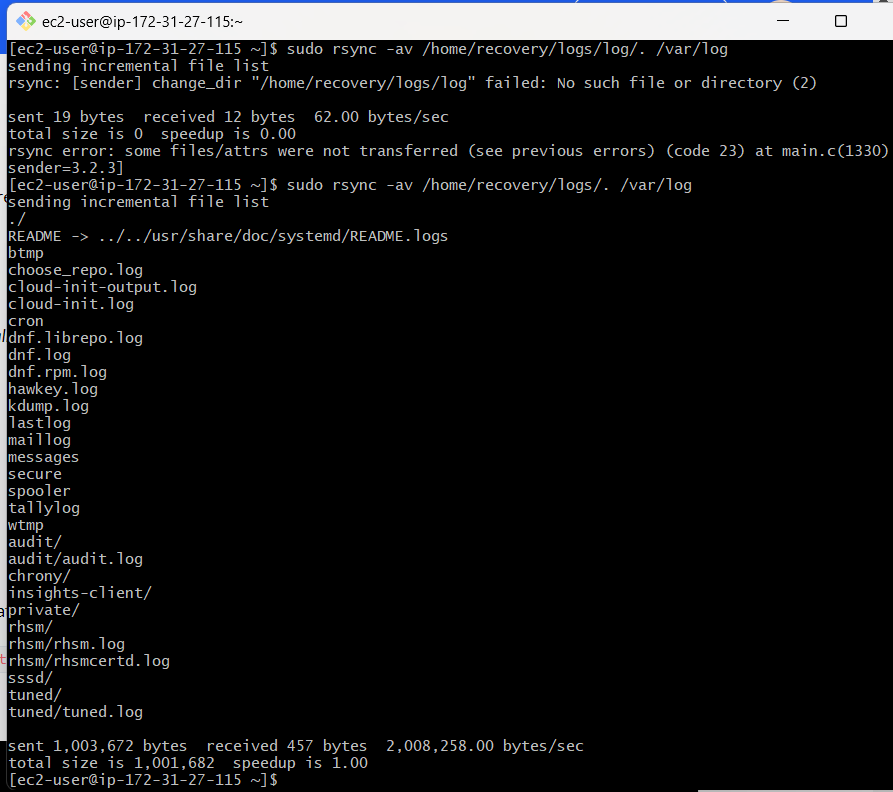 ec2-user@ip-172-31-27-115:~
[ec2-user@ip-172-31-27-115 ~]$ sudo rsync -av /home/recovery/logs/log/. /var/log
sending incremental file list
rsync: [sender] change_dir "/home/recovery/logs/log" failed: No such file or directory (2)
sent 19 bytes  received 12 bytes  62.00 bytes/sec
total size is 0  speedup is 0.00
rsync error: some files/attrs were not transferred (see previous errors) (code 23) at main.c(1330)
sender=3.2.3]
[ec2-user@ip-172-31-27-115 ~]$ sudo rsync -av /home/recovery/logs/. /var/log
sending incremental file list
./
README -> ../../usr/share/doc/systemd/README.logs
btmp
choose_repo.log
cloud-init-output.log
cloud-init.log
cron
dnf.librepo.log
dnf.log
dnf.rpm.log
hawkey.log
kdump.log
lastlog
maillog
messages
secure
spooler
tallylog
wtmp
audit/
audit/audit.log
chrony/
insights-client/
private/
rhsm/
rhsm/rhsm.log
rhsm/rhsmcertd.log
sssd/
tuned/
tuned/tuned.log
sent 1,003,672 bytes  received 457 bytes  2,008,258.00 bytes/sec
total size is 1,001,682  speedup is 1.00
[ec2-user@ip-172-31-27-115 ~]$